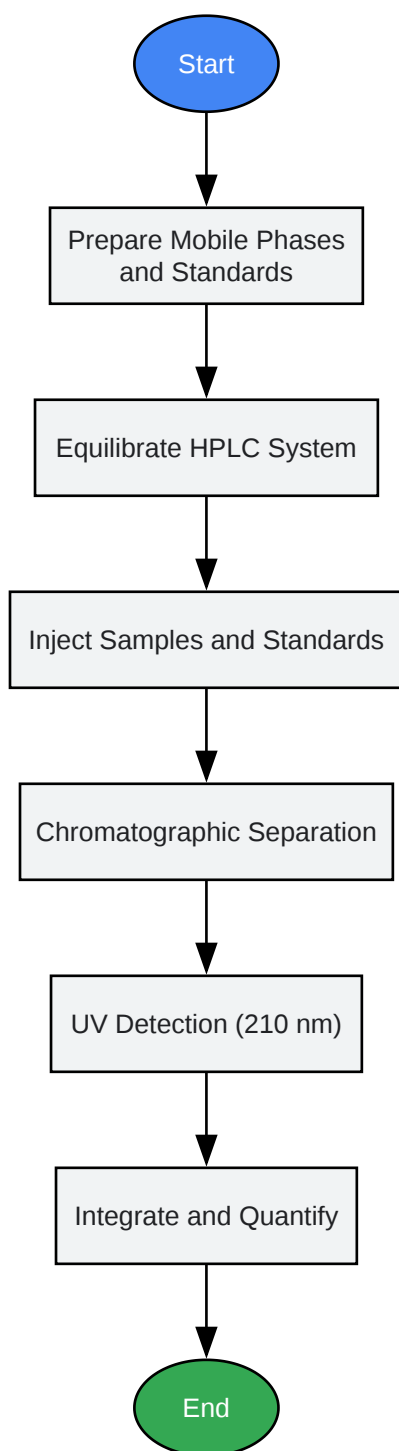 Start
Prepare Mobile Phases
and Standards
Equilibrate HPLC System
Inject Samples and Standards
Chromatographic Separation
UV Detection (210 nm)
Integrate and Quantify
End